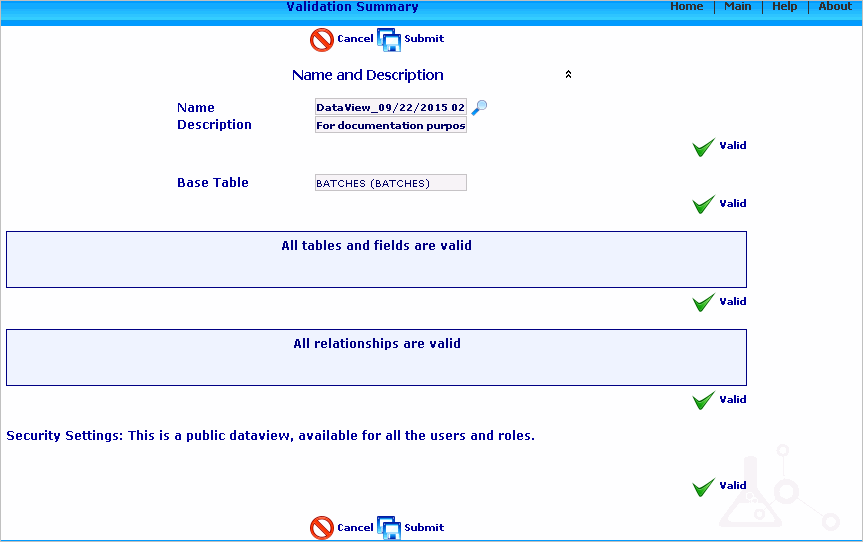 Validation Summary Home Main Help About
Cancel Submit
Name and Description
Name DataView_09/22/2015 02
Description For documentation purpos
Valid
Base Table BATCHES (BATCHES)
Valid
All tables and fields are valid
Valid
All relationships are valid
Valid
Security Settings: This is a public dataview, available for all the users and roles.
Valid
Cancel Submit